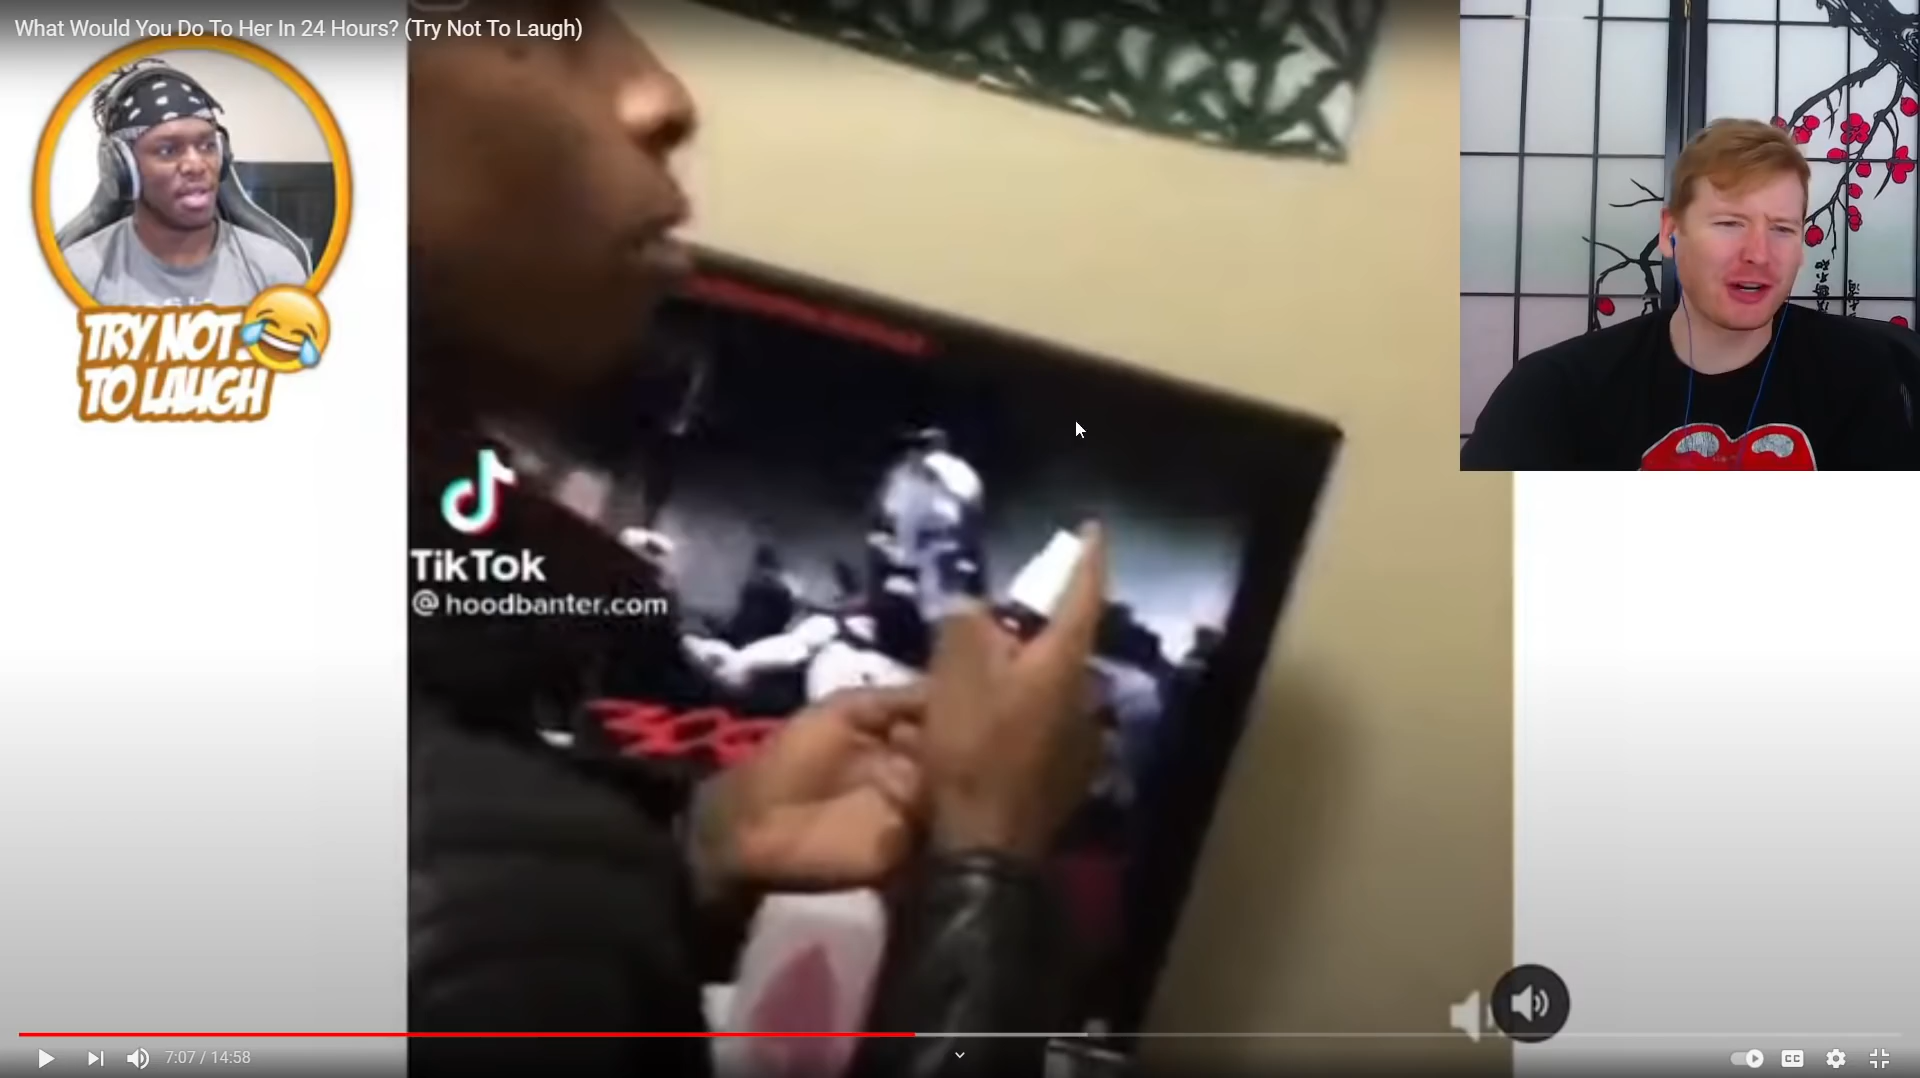 What Would You Do To Her In 24 Hours? (Try Not To Laugh)
TRY NOT
TO LAUGH
TikTok
@ hoodbanter.com
7:07 / 14:58
CC